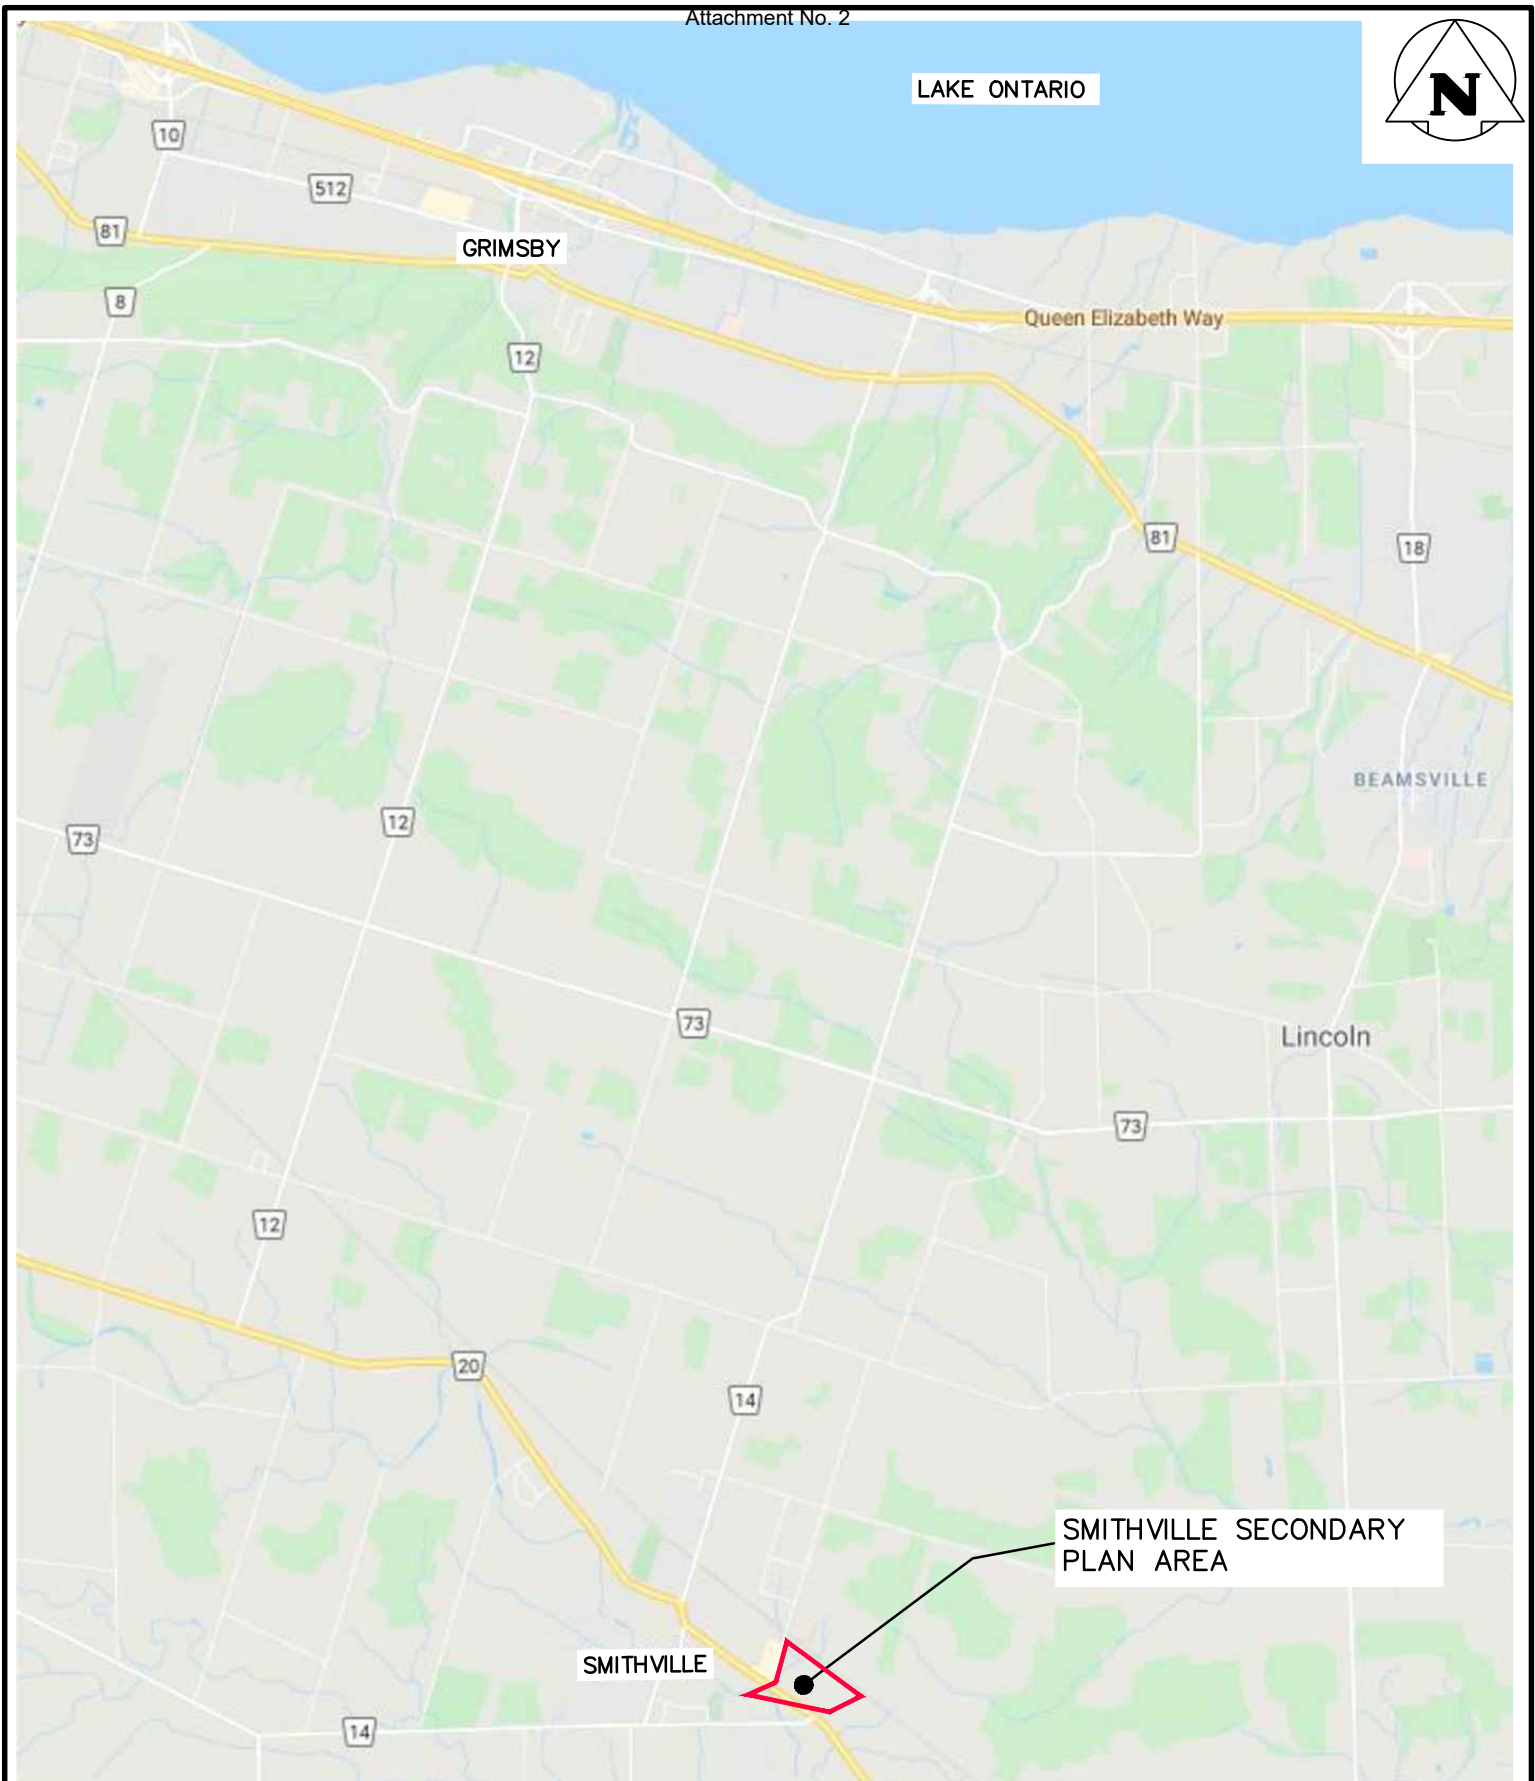 Attachment No. 2
LAKE ONTARIO
N
10
512
81
GRIMSBY
8
Queen Elizabeth Way
12
81
18
BEAMSVILLE
12
73
73
Lincoln
73
12
20
14
SMITHVILLE SECONDARY
PLAN AREA
SMITHVILLE
14